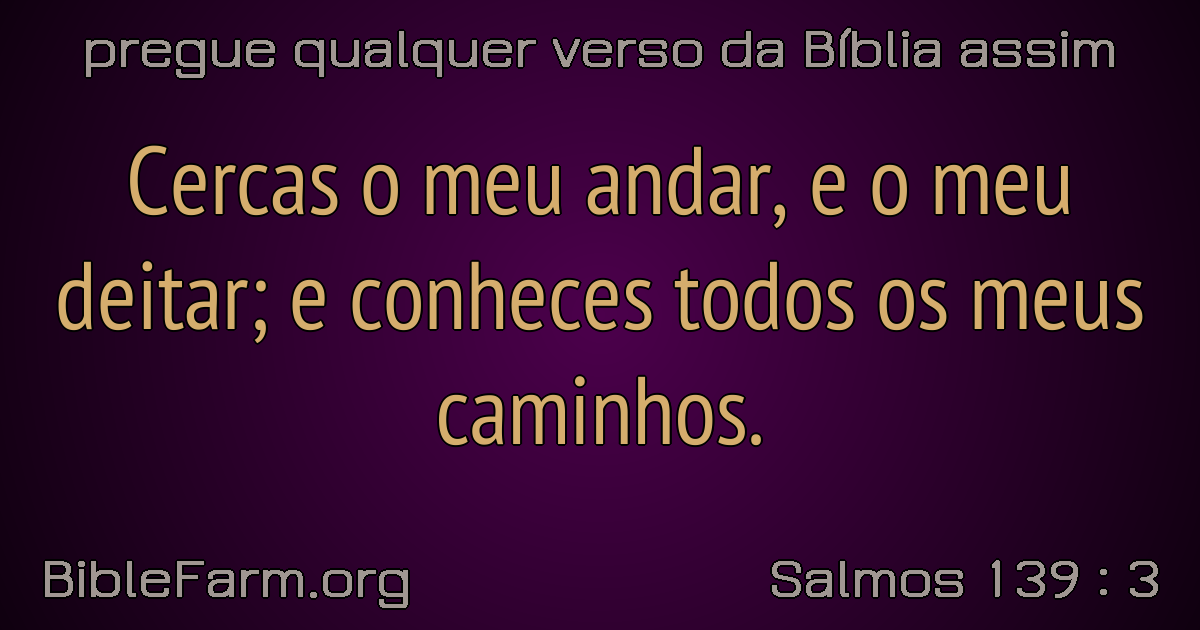 pregue qualquer verso da Bíblia assim
Cercas o meu andar, e o meu
deitar; e conheces todos os meus
caminhos.
BibleFarm.org
Salmos 139 : 3